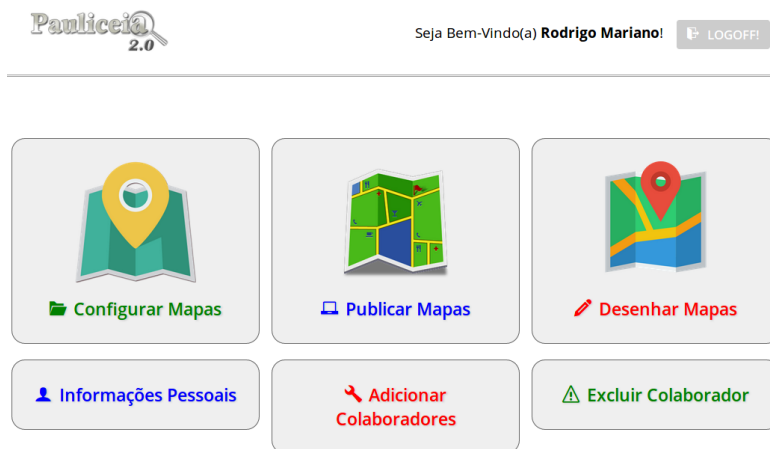 Pauliceia
2.0
Seja Bem-Vindo(a) Rodrigo Mariano!
LOGOFF!
Configurar Mapas
Publicar Mapas
Desenhar Mapas
Informações Pessoais
Adicionar
Colaboradores
Excluir Colaborador